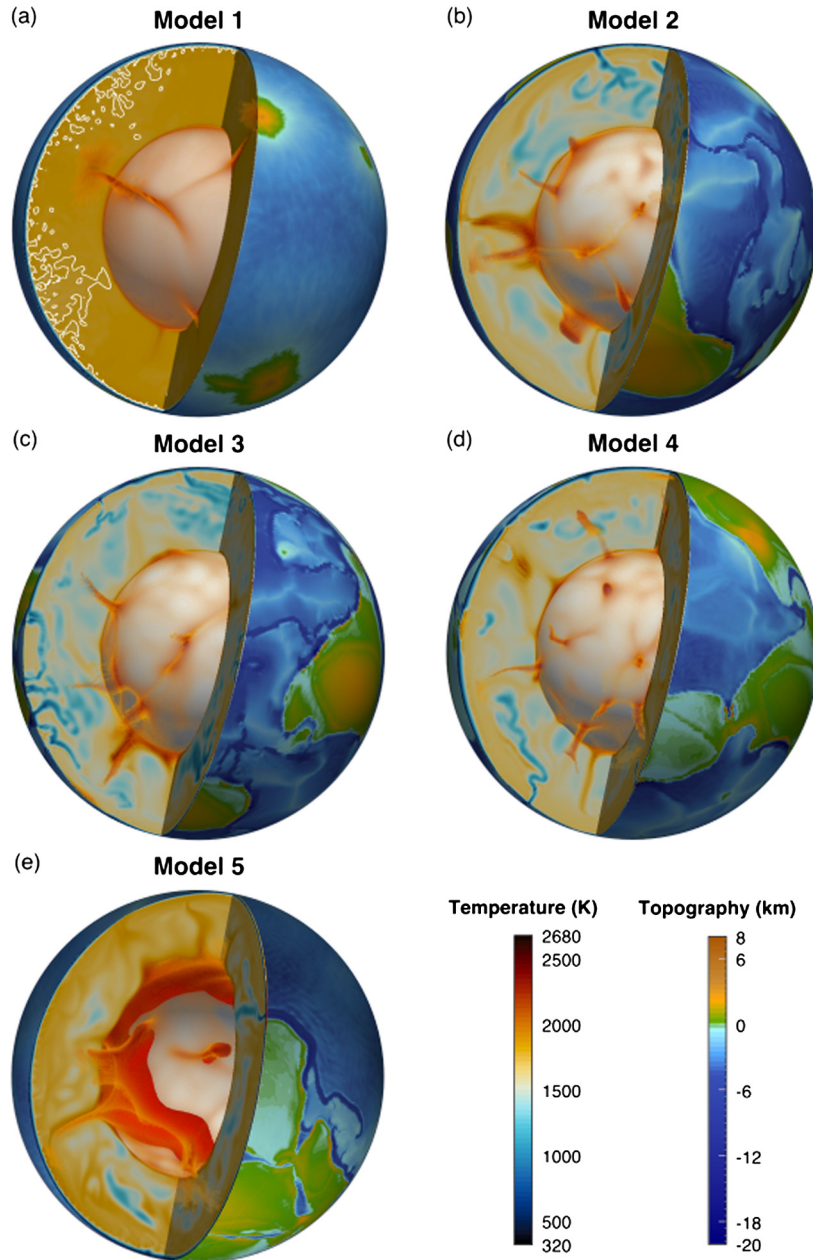 (a)
Model 1
(b)
Model 2
(c)
Model 3
(d)
Model 4
(e)
Model 5
Temperature (K)
2680
2500
2000
1500
1000
500
320
Topography (km)
8
6
0
-6
-12
-18
-20